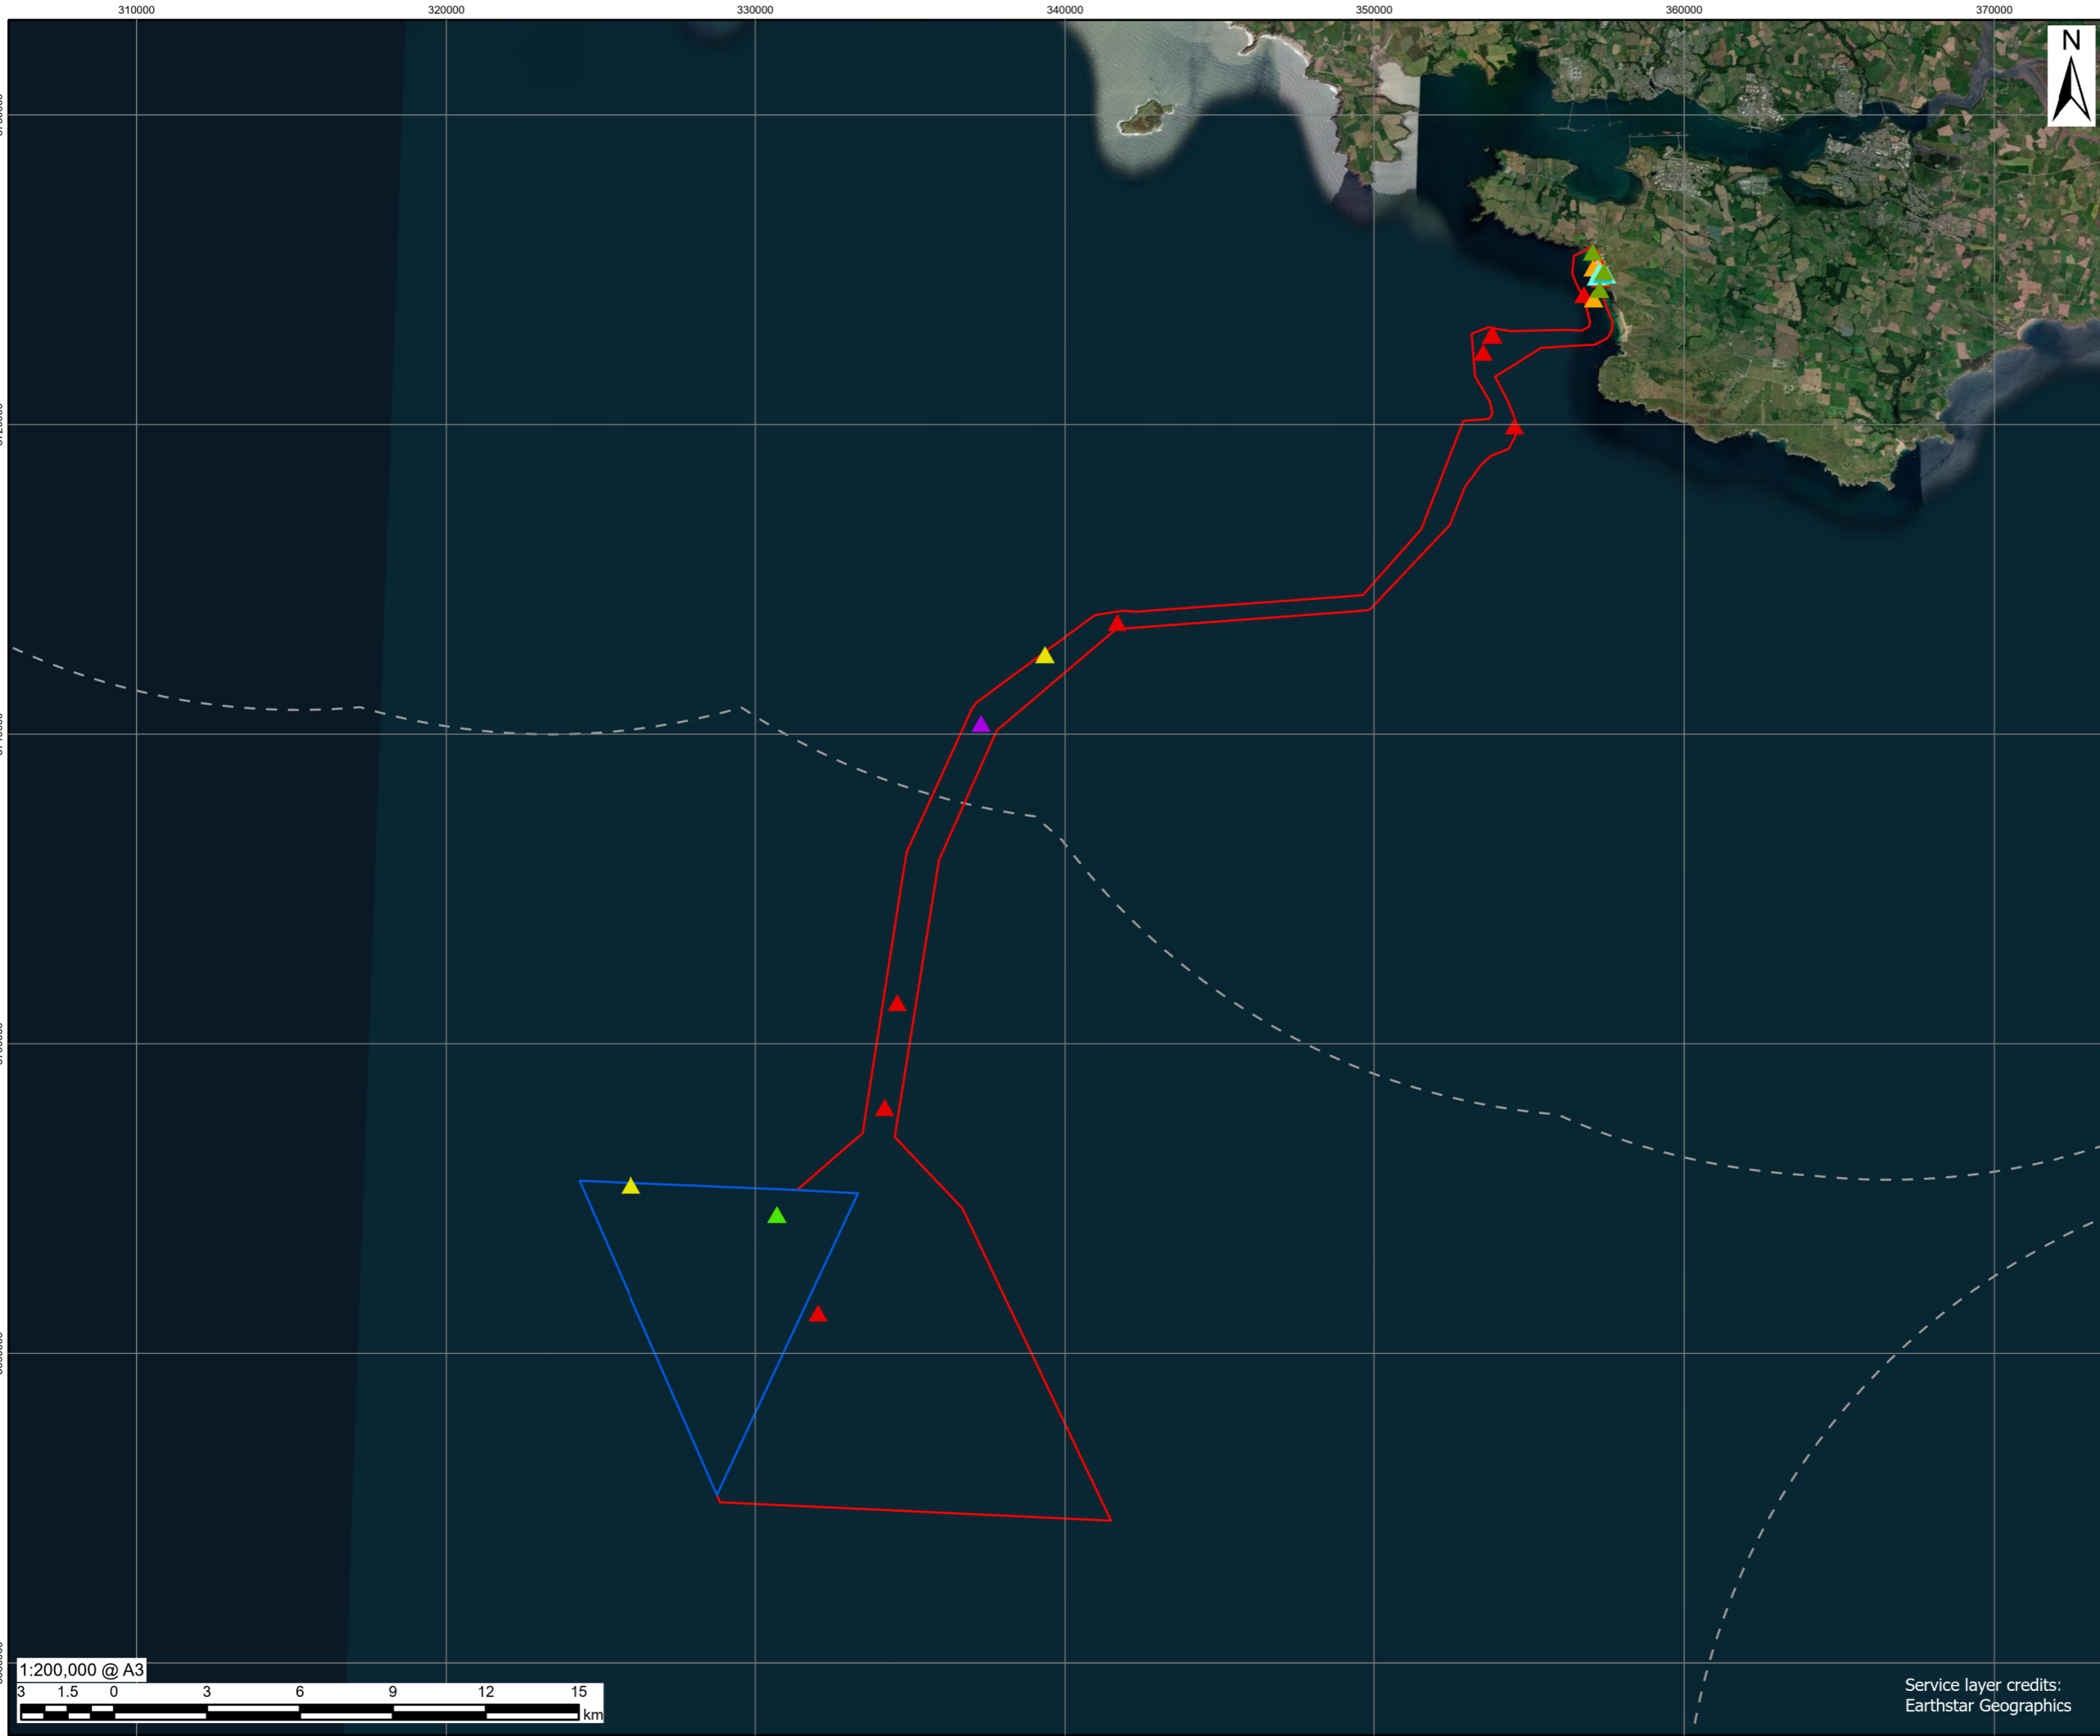 310000 320000 330000 340000 350000 360000 370000
N
1:200,000 @ A3
3 1.5 0 3 6 9 12 15
km
Service layer credits:
Earthstar Geographics